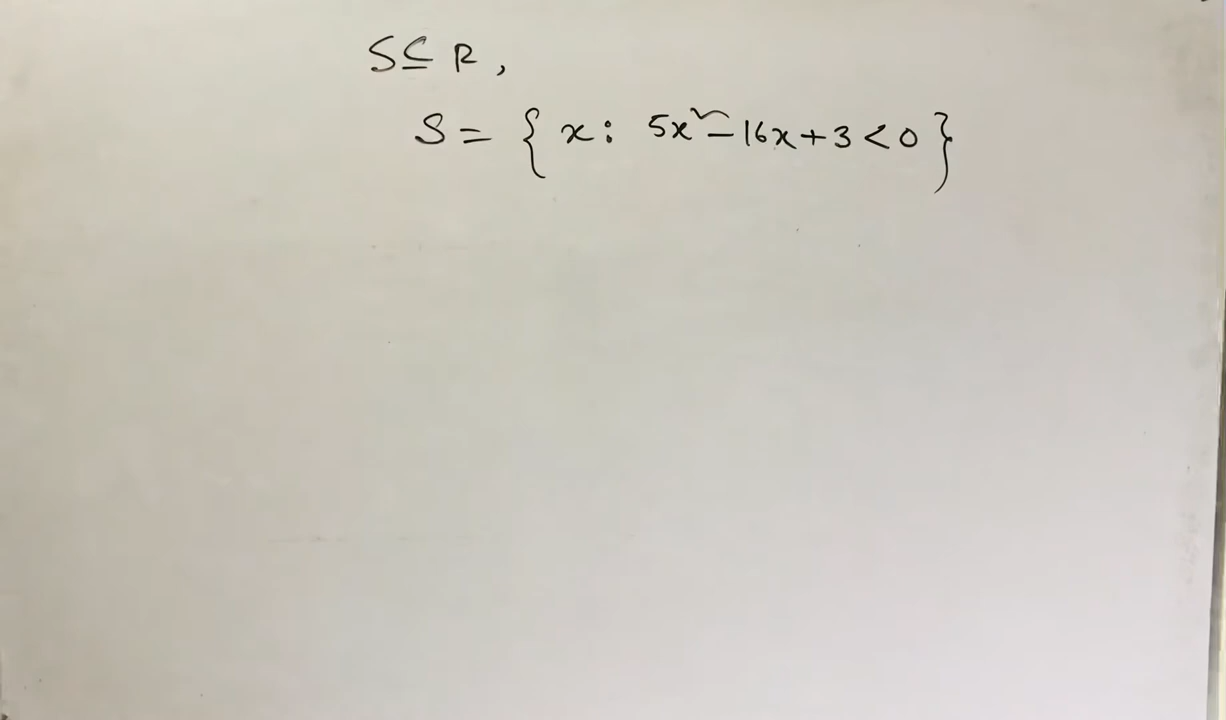 S ⊆ R,
S = { x : 5x² − 16x + 3 < 0 }